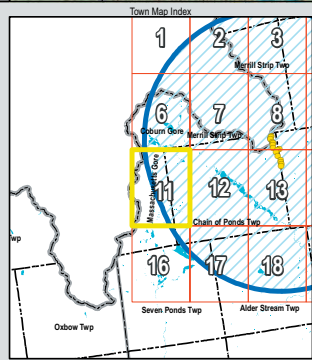 Town Map Index
1
2
3
Merrill Strip Twp
6
7
8
Coburn Gore
Merrill Strip Twp
Massachusetts Gore
11
12
13
Chain of Ponds Twp
wp
16
17
18
Seven Ponds Twp
Alder Stream Twp
Oxbow Twp